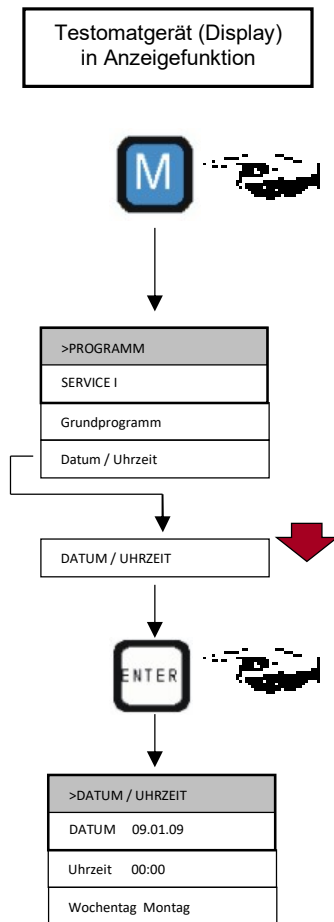 Testomatgerät (Display)
in Anzeigefunktion
M
>PROGRAMM
SERVICE I
Grundprogramm
Datum / Uhrzeit
DATUM / UHRZEIT
ENTER
>DATUM / UHRZEIT
DATUM 09.01.09
Uhrzeit 00:00
Wochentag Montag